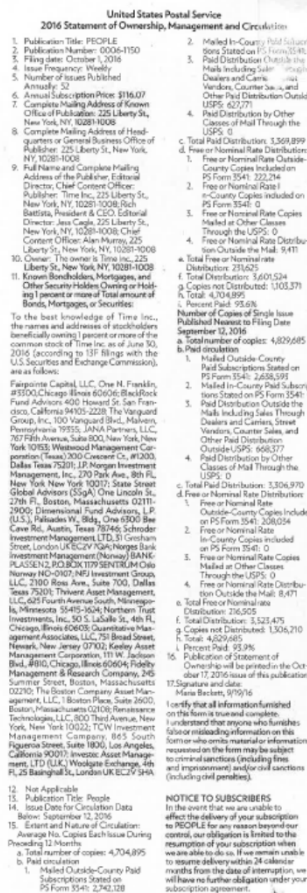 United States Postal Service
2016 Statement of Ownership, Management and Circulation
1. Publication Title: PEOPLE
2. Publication Number: 0006-1150
3. Filing date: October 1, 2016
4. Issue Frequency: Weekly
5. Number of Issues Published
Annually: 52
6. Annual Subscription Price: $116.07
7. Complete Mailing Address of Known
Office of Publication: 225 Liberty St.,
New York, NY, 10281-1008
8. Complete Mailing Address of Head-
quarters or General Business Office of
Publisher: 225 Liberty St., New York,
NY, 10281-1008
9. Full Name and Complete Mailing
Address of the Publisher, Editorial
Director, Chief Content Officer:
Publisher: Time Inc., 225 Liberty St.,
New York, NY, 10281-1008; Rich
Battista, President & CEO. Editorial
Director: Jess Cagle, 225 Liberty St.,
New York, NY, 10281-1008; Chief
Content Officer: Alan Murray, 225
Liberty St., New York, NY, 10281-1008
10. Owner: The owner is Time Inc., 225
Liberty St., New York, NY, 10281-1008
11. Known Bondholders, Mortgages, and
Other Security Holders Owning or Hold-
ing 1 percent or more of Total amount of
Bonds, Mortgages, or Securities:
To the best knowledge of Time Inc.,
the names and addresses of stockholders
beneficially owning 1 percent or more of the
common stock of Time Inc. as of June 30,
2016 (according to 13F filings with the
U.S. Securities and Exchange Commission),
are as follows:
Fairpointe Capital, LLC, One N. Franklin,
#3300, Chicago Illinois 60606; BlackRock
Fund Advisors 400 Howard St. San Fran-
cisco, California 94105-2228; The Vanguard
Group, Inc., 100 Vanguard Blvd., Malvern,
Pennsylvania 19355; JANA Partners, LLC,
767 Fifth Avenue, Suite 800, New York, New
York 10153; Westwood Management Cor-
poration (Texas) 200 Crescent Ct., #1200,
Dallas Texas 75201; J.P. Morgan Investment
Management, Inc., 270 Park Ave., 8th Fl.,
New York New York 10017; State Street
Global Advisors (SSgA) One Lincoln St.,
27th Fl., Boston, Massachusetts 02111-
2900; Dimensional Fund Advisors, L.P.
(U.S.), Palisades W., Bldg., One 6300 Bee
Cave Rd., Austin, Texas 78746; Schroder
Investment Management, LTD, 31 Gresham
Street, London UK EC2V 7QA; Norges Bank
Investment Management (Norway) BANK-
PLASSEN 2, P.O. BOX 1179 SENTRUM Oslo
Norway NO-0107; NFJ Investment Group,
LLC, 2100 Ross Ave., Suite 700, Dallas
Texas 75201; Thrivent Asset Management,
LLC, 625 Fourth Avenue South, Minneapo-
lis, Minnesota 55415-1624; Northern Trust
Investments, Inc., 50 S. LaSalle St., 4th Fl.,
Chicago, Illinois 60603; Quantitative Man-
agement Associates, LLC, 751 Broad Street,
Newark, New Jersey 07102; Keeley Asset
Management Corporation, 111 W. Jackson
Blvd., #810, Chicago, Illinois 60604; Fidelity
Management & Research Company, 245
Summer Street, Boston, Massachusetts
02210; The Boston Company Asset Man-
agement, LLC, 1 Boston Place, Suite 2600,
Boston, Massachusetts 02108; Renaissance
Technologies, LLC, 800 Third Avenue, New
York, New York 10022; TCW Investment
Management Company, 865 South
Figueroa Street, Suite 1800, Los Angeles,
California 90017; Investec Asset Manage-
ment, LTD (U.K.) Woolgate Exchange, 4th
Fl., 25 Basinghall St., London UK EC2V 5HA
12. Not Applicable
13. Publication Title: People
14. Issue Date for Circulation Data
Below: September 12, 2016
15. Extent and Nature of Circulation:
Average No. Copies Each Issue During
Preceding 12 Months
a. Total number of copies: 4,704,895
b. Paid circulation
1. Mailed Outside-County Paid
Subscriptions Stated on
PS Form 3541: 2,742,128
2. Mailed In-County Paid Subscrip
tions Stated on PS Form 3541:
3. Paid Distribution Outside the
Mails Including Sales Through
Dealers and Carriers, Street
Vendors, Counter Sales, and
Other Paid Distribution Outside
USPS: 627,771
4. Paid Distribution by Other
Classes of Mail Through the
USPS: 0
c. Total Paid Distribution: 3,369,899
d. Free or Nominal Rate Distribution
1. Free or Nominal Rate Outside-
County Copies included on
PS Form 3541: 222,214
2. Free or Nominal Rate I
n-County Copies included on
PS Form 3541: 0
3. Free or Nominal Rate Copies
Mailed at Other Classes
Through the USPS: 0
4. Free or Nominal Rate Distribu-
tion Outside the Mail: 9,411
e. Total Free or Nominal rate
Distribution: 231,625
f. Total Distribution: 3,601,524
g. Copies not Distributed: 1,103,371
h. Total: 4,704,895
i. Percent Paid: 93.6%
Number of Copies of Single Issue
Published Nearest to Filing Date
September 12, 2016
a. Total number of copies: 4,829,685
b. Paid circulation
1. Mailed Outside-County
Paid Subscriptions Stated on
PS Form 3541: 2,638,593
2. Mailed In-County Paid Subscri
tions Stated on PS Form 3541:
3. Paid Distribution Outside the
Mails Including Sales Through
Dealers and Carriers, Street
Vendors, Counter Sales, and
Other Paid Distribution
Outside USPS: 668,377
4. Paid Distribution by Other
Classes of Mail Through the
USPS: 0
c. Total Paid Distribution: 3,306,970
d. Free or Nominal Rate Distribution:
1. Free or Nominal Rate
Outside-County Copies Include
on PS Form 3541: 208,034
2. Free or Nominal Rate
In-County Copies included
on PS Form 3541: 0
3. Free or Nominal Rate Copies
Mailed at Other Classes
Through the USPS: 0
4. Free or Nominal Rate Distribu-
tion Outside the Mail: 8,471
e. Total Free or Nominal rate
Distribution: 216,505
f. Total Distribution: 3,523,475
g. Copies not Distributed: 1,306,210
h. Total: 4,829,685
i. Percent Paid: 93.9%
16. Publication of Statement of
Ownership will be printed in the Oct
ober 17, 2016 issue of this publication
17. Signature and date:
Maria Beckett, 9/19/16
I certify that all information furnished
on this form is true and complete.
I understand that anyone who furnishes
false or misleading information on this
form or who omits material or information
requested on the form may be subject
to criminal sanctions (including fines
and imprisonment) and/or civil sanctions
(including civil penalties).
NOTICE TO SUBSCRIBERS
In the event that we are unable to
effect the delivery of your subscription
to PEOPLE for any reason beyond our
control, our obligation is limited to the
resumption of your subscription when
we are able to do so. If we remain unable
to resume delivery within 24 calendar
months from the date of interruption, we
will have no further obligation under your
subscription agreement.